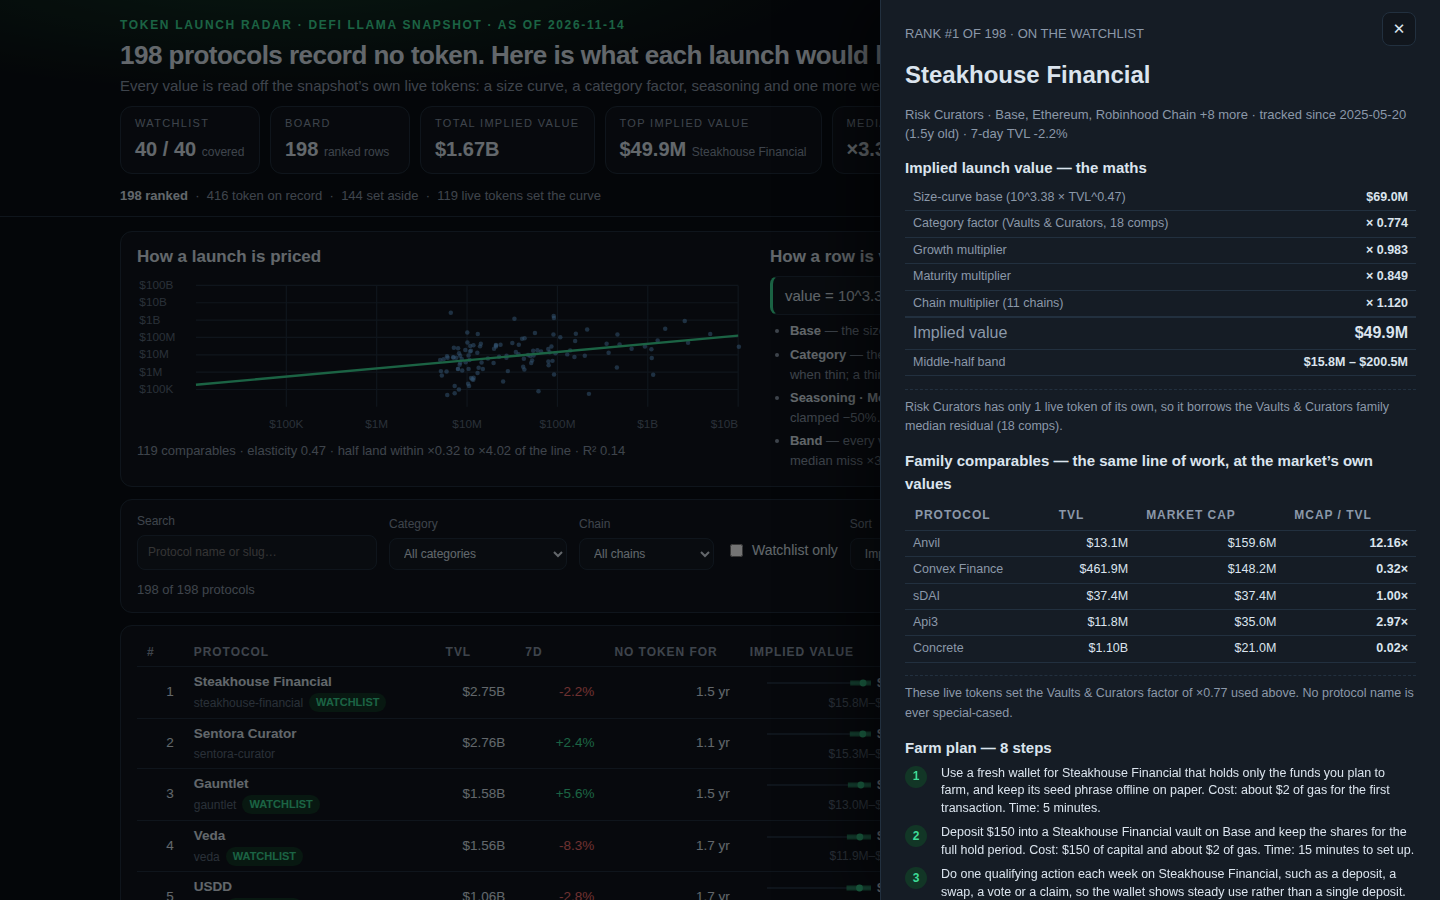 TOKEN LAUNCH RADAR · DEFI LLAMA SNAPSHOT · AS OF 2026-11-14
198 protocols record no token. Here is what each launch would
Every value is read off the snapshot's own live tokens: a size curve, a category factor, seasoning and one more
WATCHLIST
40 / 40 covered
BOARD
198 ranked rows
TOTAL IMPLIED VALUE
$1.67B
TOP IMPLIED VALUE
$49.9M Steakhouse Financial
198 ranked · 416 token on record · 144 set aside · 119 live tokens set the curve
How a launch is priced
$100B
$10B
$1B
$100M
$10M
$1M
$100K
$100K
$1M
$10M
$100M
$1B
$10B
119 comparables · elasticity 0.47 · half land within ×0.32 to ×4.02 of the line · R² 0.14
How a row is
value = 10^3.3
Base — the size
Category — the
when thin; a thin
Seasoning ·
clamped −50%,
Band — every
median miss ×3
Search
Protocol name or slug…
Category
All categories
Chain
All chains
Watchlist only
Sort
198 of 198 protocols
#
PROTOCOL
TVL
7D
NO TOKEN FOR
IMPLIED VALUE
1
Steakhouse Financial
steakhouse-financial WATCHLIST
$2.75B
-2.2%
1.5 yr
$15.8M–$
2
Sentora Curator
sentora-curator
$2.76B
+2.4%
1.1 yr
$15.3M–$
3
Gauntlet
gauntlet WATCHLIST
$1.58B
+5.6%
1.5 yr
$13.0M–$
4
Veda
veda WATCHLIST
$1.56B
-8.3%
1.7 yr
$11.9M–$
5
USDD
$1.06B
-2.8%
1.7 yr
RANK #1 OF 198 · ON THE WATCHLIST
✕
Steakhouse Financial
Risk Curators · Base, Ethereum, Robinhood Chain +8 more · tracked since 2025-05-20
(1.5y old) · 7-day TVL -2.2%
Implied launch value — the maths
Size-curve base (10^3.38 × TVL^0.47) $69.0M
Category factor (Vaults & Curators, 18 comps) × 0.774
Growth multiplier × 0.983
Maturity multiplier × 0.849
Chain multiplier (11 chains) × 1.120
Implied value $49.9M
Middle-half band $15.8M – $200.5M
Risk Curators has only 1 live token of its own, so it borrows the Vaults & Curators family
median residual (18 comps).
Family comparables — the same line of work, at the market's own
values
PROTOCOL TVL MARKET CAP MCAP / TVL
Anvil $13.1M $159.6M 12.16×
Convex Finance $461.9M $148.2M 0.32×
sDAI $37.4M $37.4M 1.00×
Api3 $11.8M $35.0M 2.97×
Concrete $1.10B $21.0M 0.02×
These live tokens set the Vaults & Curators factor of ×0.77 used above. No protocol name is
ever special-cased.
Farm plan — 8 steps
1 Use a fresh wallet for Steakhouse Financial that holds only the funds you plan to
farm, and keep its seed phrase offline on paper. Cost: about $2 of gas for the first
transaction. Time: 5 minutes.
2 Deposit $150 into a Steakhouse Financial vault on Base and keep the shares for the
full hold period. Cost: $150 of capital and about $2 of gas. Time: 15 minutes to set up.
3 Do one qualifying action each week on Steakhouse Financial, such as a deposit, a
swap, a vote or a claim, so the wallet shows steady use rather than a single deposit.